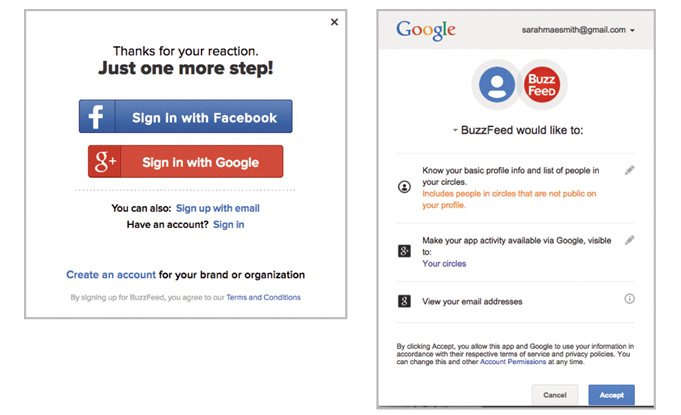 Thanks for your reaction.
Just one more step!
f Sign in with Facebook
g+ Sign in with Google
You can also: Sign up with email
Have an account? Sign in
Create an account for your brand or organization
By signing up for BuzzFeed, you agree to our Terms and Conditions
Google sarahmaesmith@gmail.com
BUZZ
FEED
BuzzFeed would like to:
Know your basic profile info and list of people in
your circles.
Includes people in circles that are not public on
your profile.
g+ Make your app activity available via Google, visible
to:
Your circles
g+ View your email addresses
By clicking Accept, you allow this app and Google to use your information in
accordance with their respective terms of service and privacy policies. You
can change this and other Account Permissions at any time.
Cancel Accept